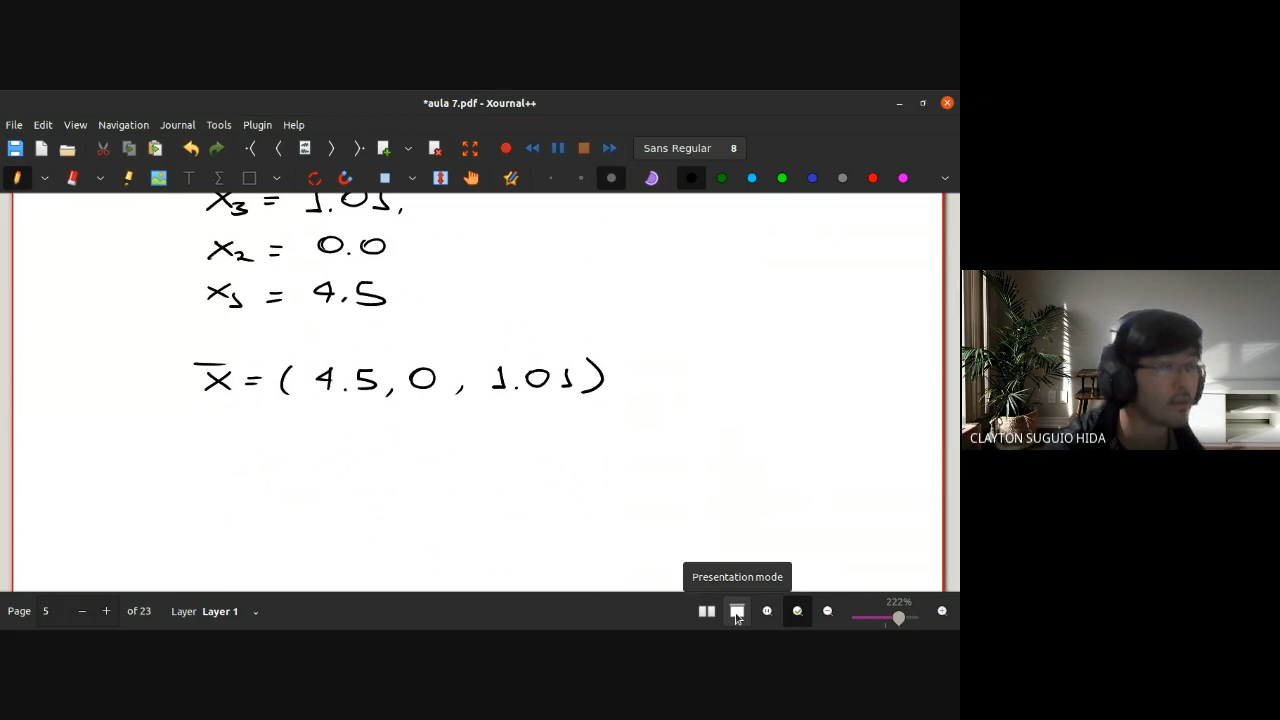 *aula 7.pdf - Xournal++
File Edit View Navigation Journal Tools Plugin Help
Sans Regular 8
x₃ = 1.01,
x₂ = 0.0
x₁ = 4.5
x̅ = ( 4.5, 0 , 1.01)
CLAYTON SUGUIO HIDA
Presentation mode
Page 5 of 23 Layer Layer 1 222%